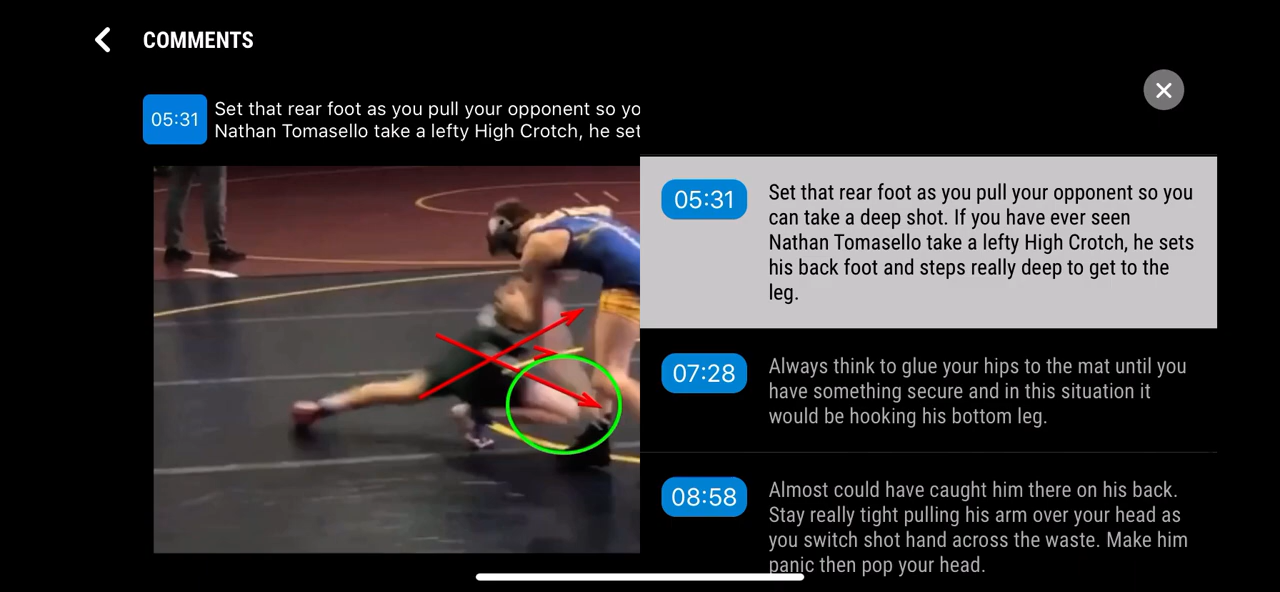 COMMENTS
05:31
Set that rear foot as you pull your opponent so yo
Nathan Tomasello take a lefty High Crotch, he set
05:31
Set that rear foot as you pull your opponent so you
can take a deep shot. If you have ever seen
Nathan Tomasello take a lefty High Crotch, he sets
his back foot and steps really deep to get to the
leg.
07:28
Always think to glue your hips to the mat until you
have something secure and in this situation it
would be hooking his bottom leg.
08:58
Almost could have caught him there on his back.
Stay really tight pulling his arm over your head as
you switch shot hand across the waste. Make him
panic then pop your head.